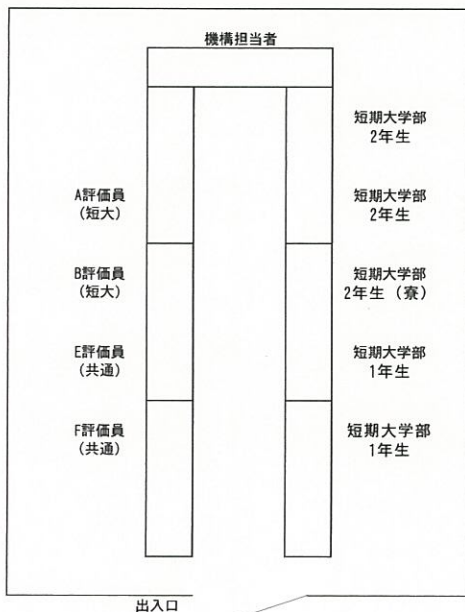 機構担当者
短期大学部
2年生
A評価員
(短大)
短期大学部
2年生
B評価員
(短大)
短期大学部
2年生(寮)
E評価員
(共通)
短期大学部
1年生
F評価員
(共通)
短期大学部
1年生
出入口